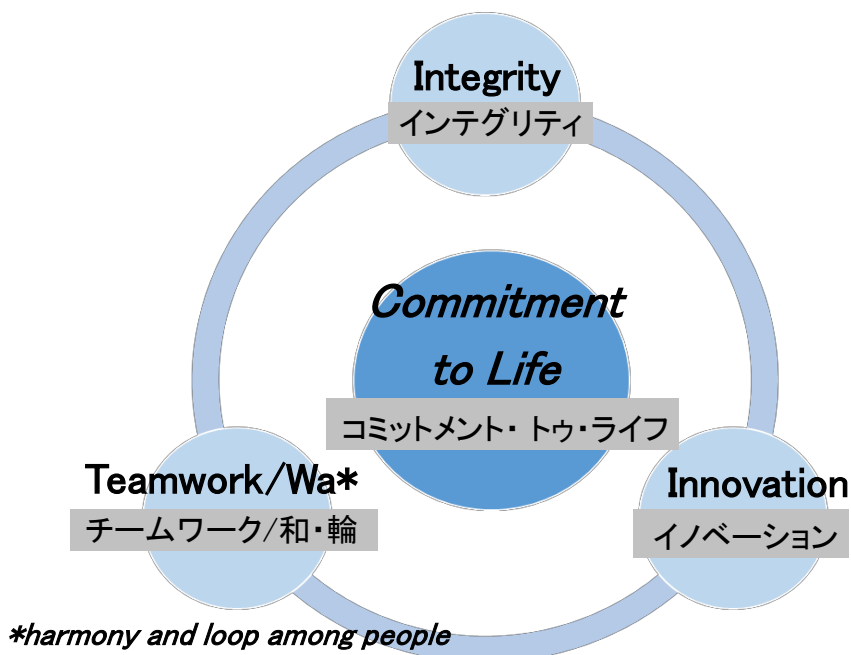 Integrity
インテグリティ
Commitment
to Life
コミットメント・ トゥ・ライフ
Teamwork/Wa*
チームワーク/和・輪
Innovation
イノベーション
*harmony and loop among people